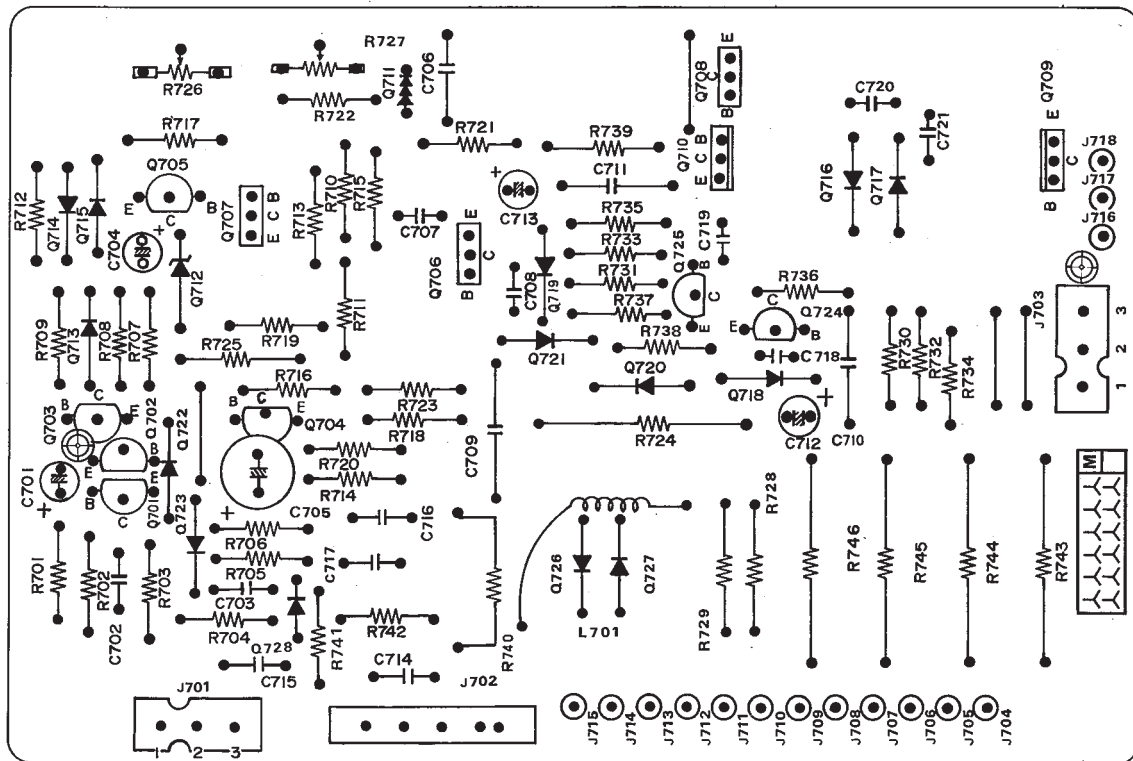 R727
R726
Q711
C706
R722
R717
R721
R739
Q708
E
C
B
C720
C721
Q709
E
C
B
J718
J717
J716
Q705
E
C
B
R712
Q714
Q715
C704
+
Q712
Q707
B
C
E
R713
R710
R715
C707
Q706
E
C
B
+
C713
C711
Q710
B
C
E
R735
R733
R731
R737
Q725
C719
B
C
E
Q716
Q717
C708
Q719
R736
Q724
C
E
B
J703
3
2
1
R709
Q713
R708
R707
R725
R719
R711
Q721
R738
C718
Q720
Q718
R730
R732
R734
R716
R723
R718
R724
C712
+
C710
Q703
B
C
E
Q702
B
E
Q722
B
C
E
Q704
C701
+
B
E
C
Q701
Q723
R720
R714
C709
+
C705
C716
R728
M
R706
R705
C703
C717
R701
R702
C702
R703
R704
Q728
C715
R741
R742
C714
R740
J702
Q726
Q727
L701
R729
R746
R745
R744
R743
J701
1
2
3
J715
J714
J713
J712
J711
J710
J709
J708
J707
J706
J705
J704